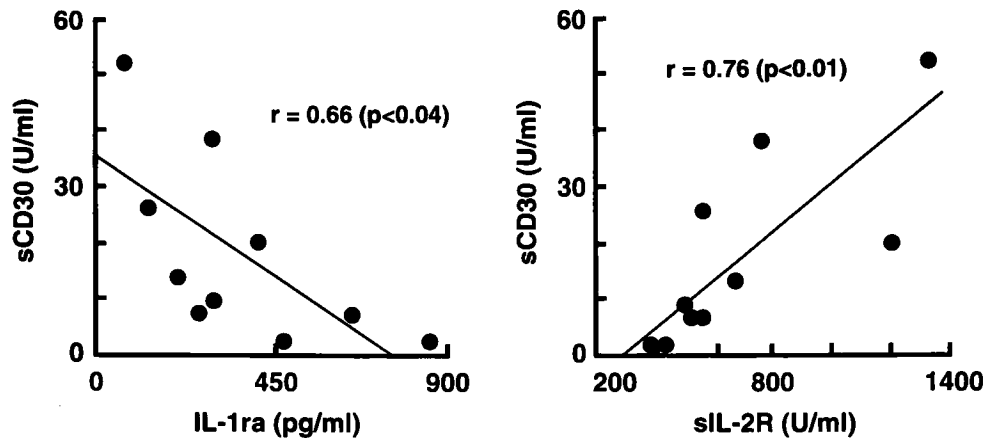 60
30
0
sCD30 (U/ml)
r = 0.66 (p<0.04)
0 450 900
IL-1ra (pg/ml)
60
30
0
sCD30 (U/ml)
r = 0.76 (p<0.01)
200 800 1400
sIL-2R (U/ml)